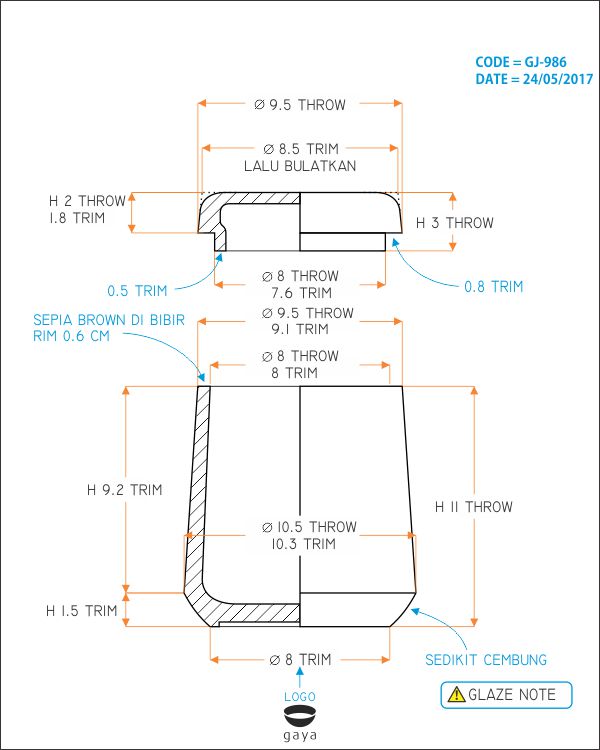 CODE = GJ-986
DATE = 24/05/2017
Ø 9.5 THROW
Ø 8.5 TRIM
LALU BULATKAN
H 2 THROW
1.8 TRIM
H 3 THROW
0.5 TRIM
Ø 8 THROW
7.6 TRIM
0.8 TRIM
SEPIA BROWN DI BIBIR
RIM 0.6 CM
Ø 9.5 THROW
9.1 TRIM
Ø 8 THROW
8 TRIM
H 9.2 TRIM
H 11 THROW
Ø 10.5 THROW
10.3 TRIM
H 1.5 TRIM
Ø 8 TRIM
SEDIKIT CEMBUNG
LOGO
gaya
GLAZE NOTE